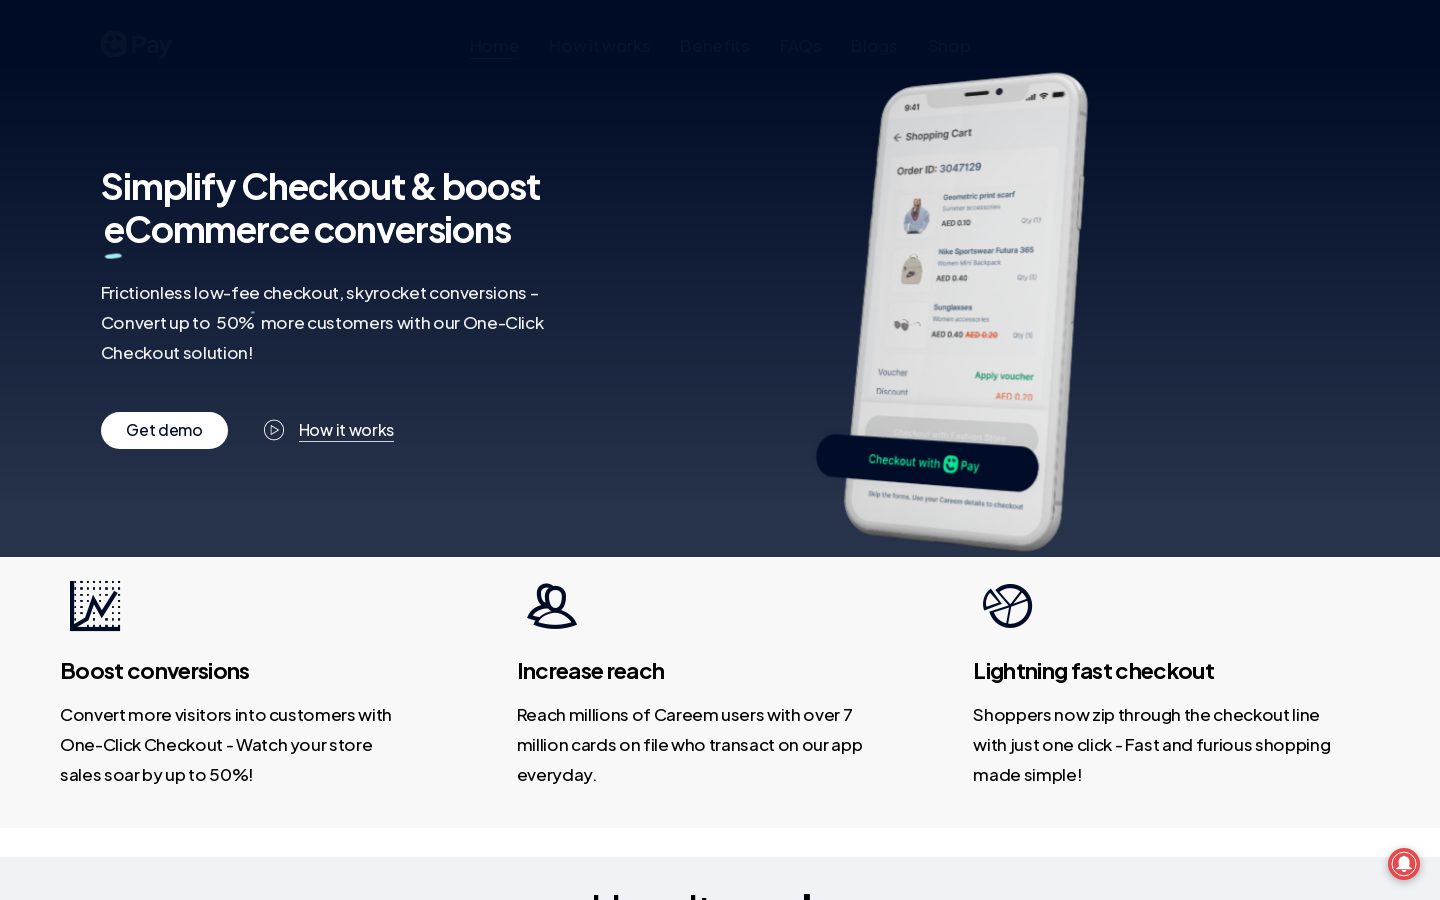 Pay
Home How it works Benefits FAQs Blogs Shop
Simplify Checkout & boost
eCommerce conversions
Frictionless low-fee checkout, skyrocket conversions –
Convert up to 50% more customers with our One-Click
Checkout solution!
Get demo
How it works
9:41
Shopping Cart
Order ID: 3047129
Geometric print scarf
Summer accessories
AED 0.10 Qty (1)
Nike Sportswear Futura 365
Women Mini Backpack
AED 0.40 Qty (1)
Sunglasses
Women accessories
AED 0.40 AED 0.20 Qty (1)
Voucher Apply voucher
Discount AED 0.20
Checkout with Fashion Store
Checkout with Pay
Skip the forms. Use your Careem details to checkout
Boost conversions
Convert more visitors into customers with
One-Click Checkout - Watch your store
sales soar by up to 50%!
Increase reach
Reach millions of Careem users with over 7
million cards on file who transact on our app
everyday.
Lightning fast checkout
Shoppers now zip through the checkout line
with just one click - Fast and furious shopping
made simple!